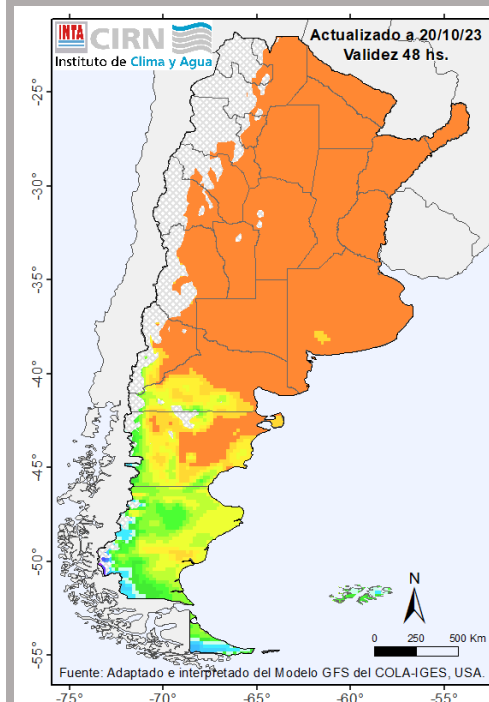 INTA CIRN
Instituto de Clima y Agua
Actualizado a 20/10/23
Validez 48 hs.
-25°
-30°
-35°
-40°
-45°
-50°
-55°
N
0 250 500 Km
Fuente: Adaptado e interpretado del Modelo GFS del COLA-IGES, USA.
-75° -70° -65° -60° -55°